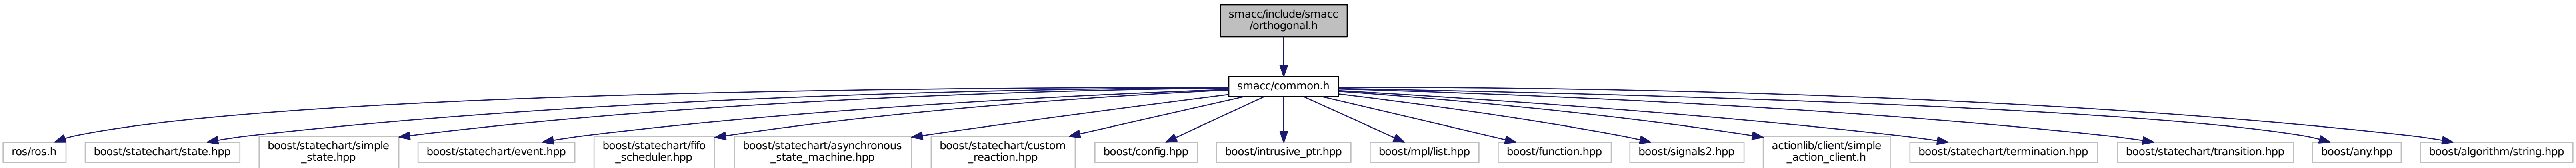 smacc/include/smacc
/orthogonal.h
smacc/common.h
ros/ros.h
boost/statechart/state.hpp
boost/statechart/simple
_state.hpp
boost/statechart/event.hpp
boost/statechart/fifo
_scheduler.hpp
boost/statechart/asynchronous
_state_machine.hpp
boost/statechart/custom
_reaction.hpp
boost/config.hpp
boost/intrusive_ptr.hpp
boost/mpl/list.hpp
boost/function.hpp
boost/signals2.hpp
actionlib/client/simple
_action_client.h
boost/statechart/termination.hpp
boost/statechart/transition.hpp
boost/any.hpp
boost/algorithm/string.hpp